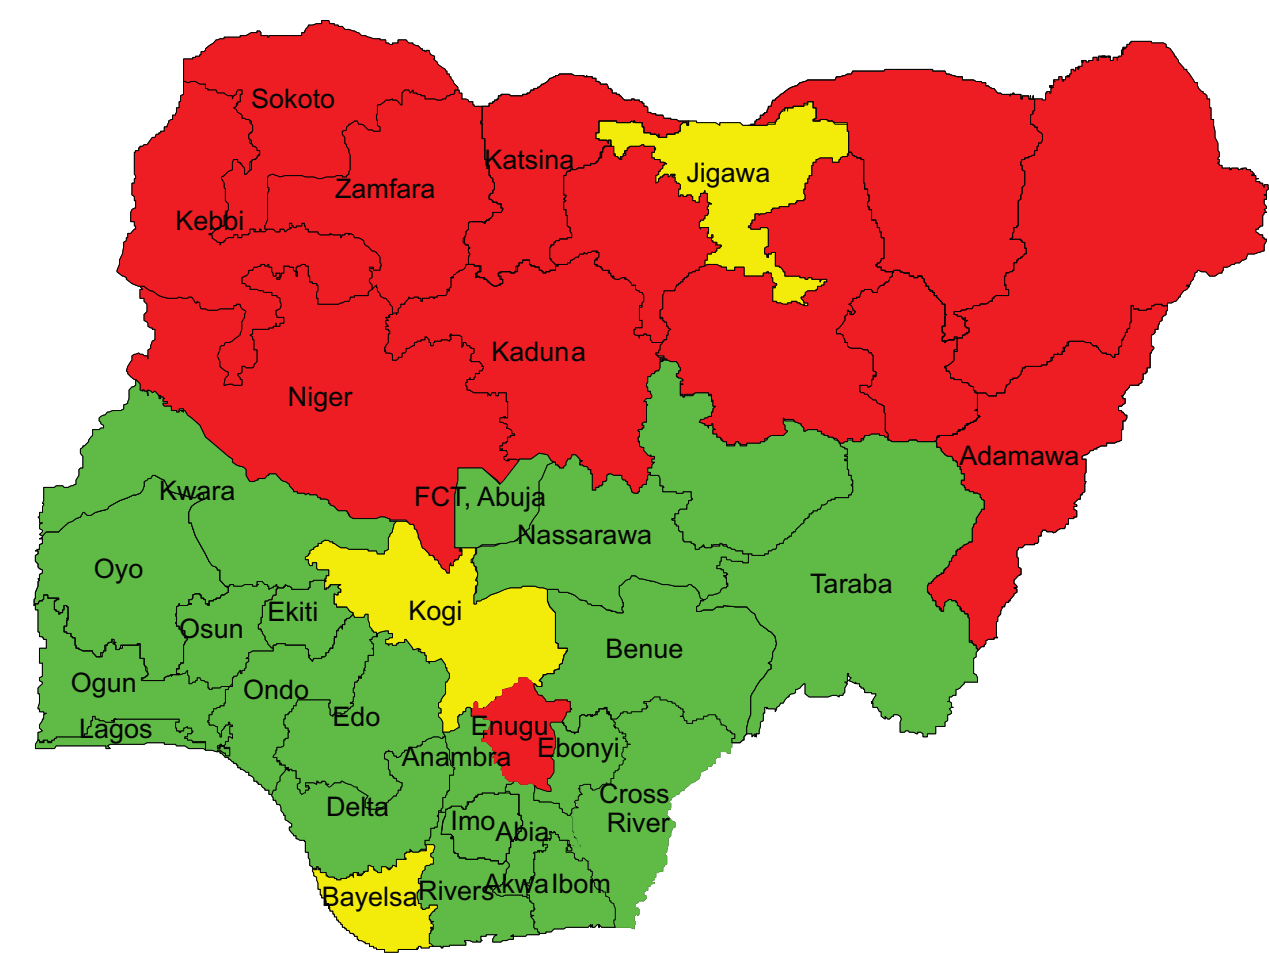 Sokoto
Katsina
Jigawa
Zamfara
Kebbi
Kaduna
Niger
Adamawa
Kwara
FCT, Abuja
Nassarawa
Oyo
Taraba
Kogi
Ekiti
Osun
Benue
Ogun
Ondo
Edo
Lagos
Enugu
Ebonyi
Anambra
Cross
River
Delta
Imo
Abia
Akwa Ibom
Rivers
Bayelsa